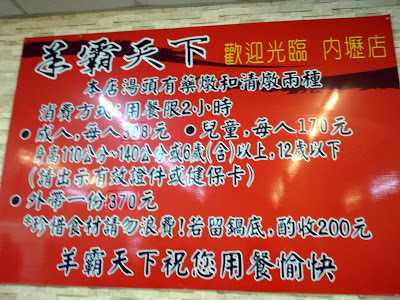 羊霸天下 歡迎光臨 內壢店
本店湯頭有藥燉和清燉兩種
消費方式:用餐限2小時
●成人,每人398元 ●兒童,每人170元
身高110公分~140公分或6歲(含)以上,12歲以下
(請出示有效證件或健保卡)
●外帶一份370元
*珍惜食材請勿浪費!若留鍋底,酌收200元
羊霸天下祝您用餐愉快